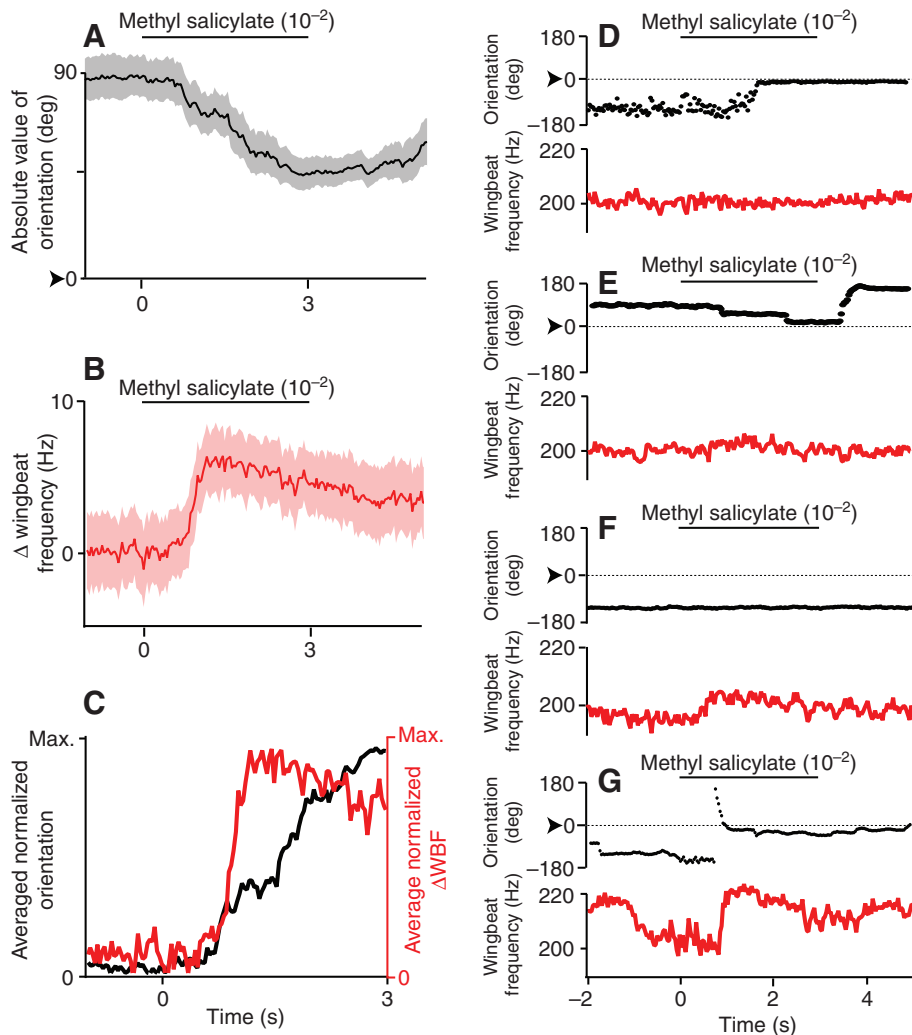 A
Methyl salicylate (10–2)
Absolute value of
orientation (deg)
90
0
0
3
B
Methyl salicylate (10–2)
Δ wingbeat
frequency (Hz)
10
0
0
3
C
Averaged normalized
orientation
Max.
0
Max.
0
Average normalized
ΔWBF
0
3
Time (s)
D
Methyl salicylate (10–2)
Orientation
(deg)
180
0
–180
Wingbeat
frequency (Hz)
220
200
E
Methyl salicylate (10–2)
Orientation
(deg)
180
0
–180
Wingbeat
frequency (Hz)
220
200
F
Methyl salicylate (10–2)
Orientation
(deg)
180
0
–180
Wingbeat
frequency (Hz)
220
200
G
Methyl salicylate (10–2)
Orientation
(deg)
180
0
–180
Wingbeat
frequency (Hz)
220
200
–2
0
2
4
Time (s)